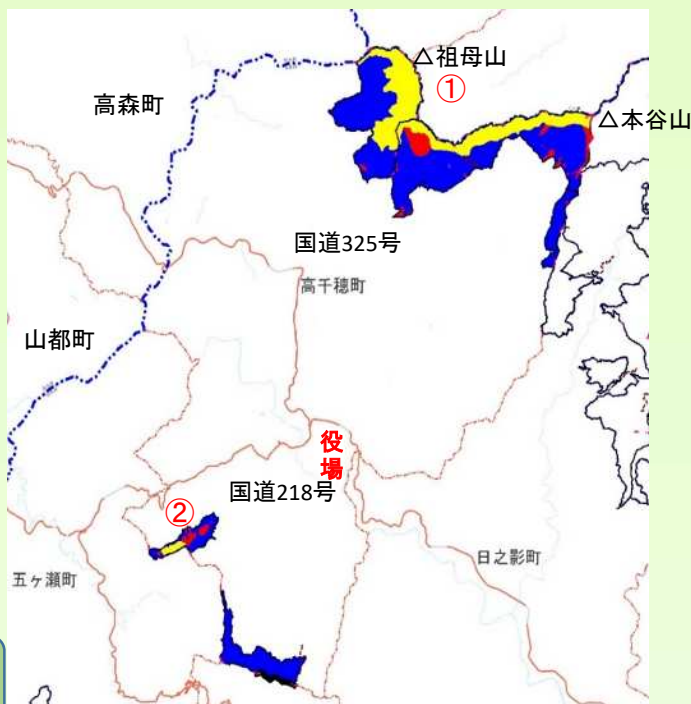 △祖母山
①
高森町
△本谷山
国道325号
高千穂町
山都町
役場
国道218号
②
日之影町
五ヶ瀬町